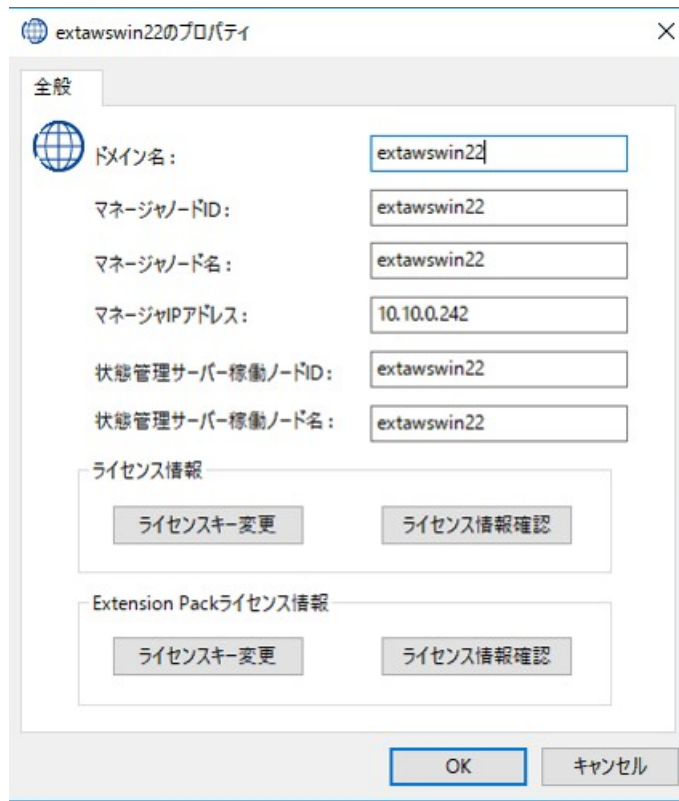 extawswin22のプロパティ
全般
ドメイン名： extawswin22
マネージャノードID： extawswin22
マネージャノード名： extawswin22
マネージャIPアドレス： 10.10.0.242
状態管理サーバー稼働ノードID： extawswin22
状態管理サーバー稼働ノード名： extawswin22
ライセンス情報
ライセンスキー変更 ライセンス情報確認
Extension Packライセンス情報
ライセンスキー変更 ライセンス情報確認
OK キャンセル